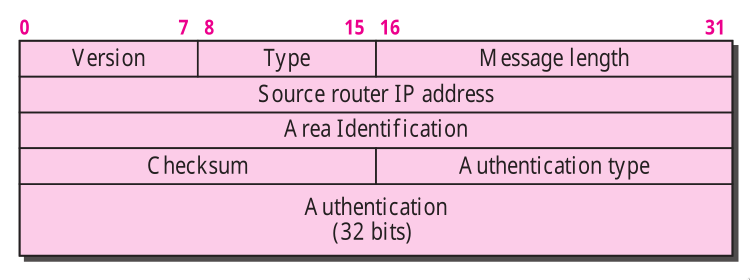 0 7 8 15 16 31
Version Type Message length
Source router IP address
Area Identification
Checksum Authentication type
Authentication
(32 bits)